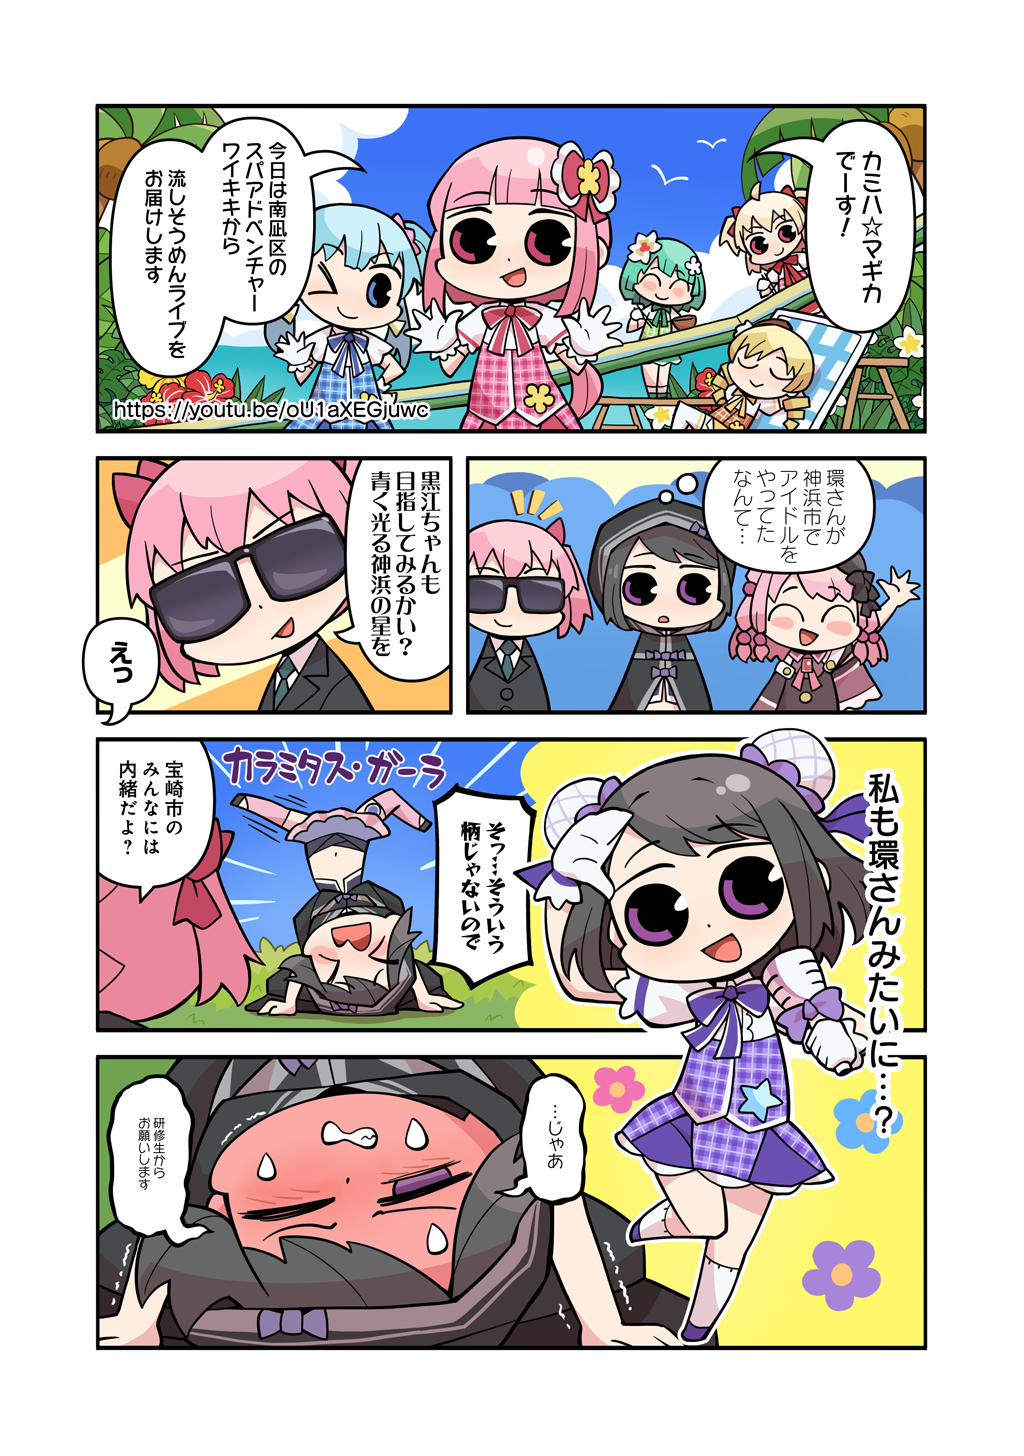 カミハ☆マギカ
でーす！
今日は南凪区の
スパアドベンチャー
ワイキキから
流しそうめんライブを
お届けします
https://youtu.be/oU1aXEGjuwc
環さんが
神浜市で
アイドルを
やってた
なんて…
黒江ちゃんも
目指してみるかい？
青く光る神浜の星を
えっ
私も環さんみたいに…？
そっ…そういう
柄じゃないので
カラミタス・ガーラ
宝崎市の
みんなには
内緒だよ？
…じゃあ
研修生から
お願いします